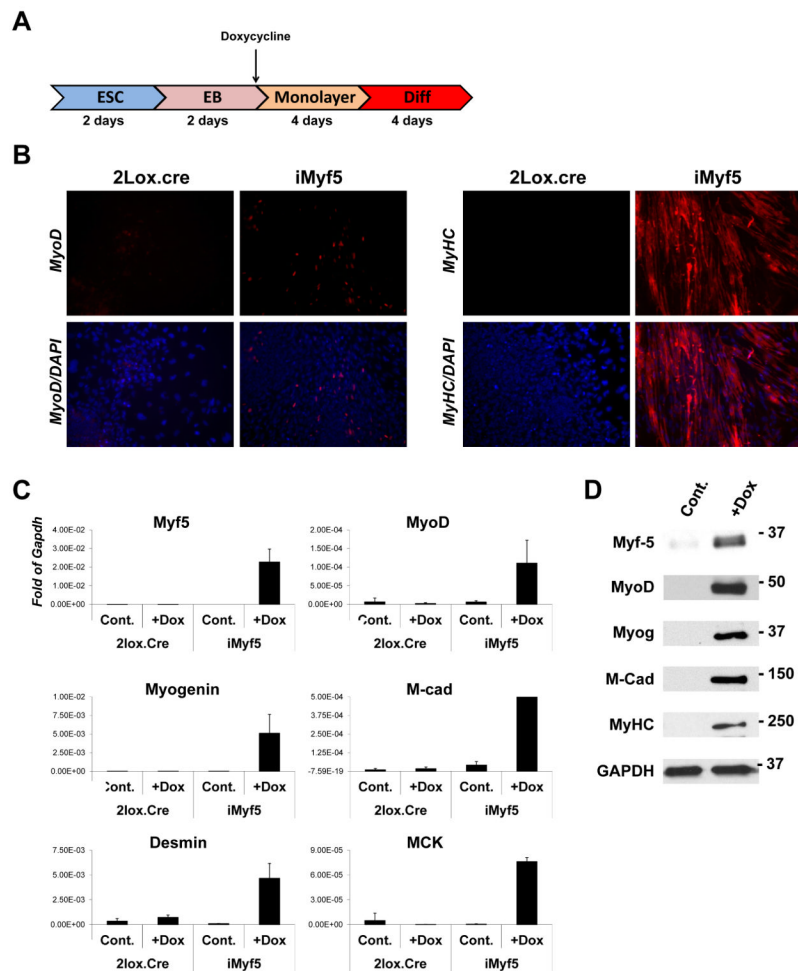 A
Doxycycline
ESC EB Monolayer Diff
2 days 2 days 4 days 4 days
B
2Lox.cre iMyf5 2Lox.cre iMyf5
MyoD MyHC
MyoD/DAPI MyHC/DAPI
C
Myf5 MyoD
Fold of Gapdh
4.00E-02 2.00E-04
3.00E-02 1.50E-04
2.00E-02 1.00E-04
1.00E-02 5.00E-05
0.00E+00 0.00E+00
Cont. +Dox Cont. +Dox Cont. +Dox Cont. +Dox
2lox.Cre iMyf5 2lox.Cre iMyf5
Myogenin M-cad
1.00E-02 5.00E-04
7.50E-03 3.75E-04
5.00E-03 2.50E-04
2.50E-03 1.25E-04
0.00E+00 -7.59E-19
Cont. +Dox Cont. +Dox Cont. +Dox Cont. +Dox
2lox.Cre iMyf5 2lox.Cre iMyf5
Desmin MCK
7.50E-03 9.00E-05
5.00E-03 6.00E-05
2.50E-03 3.00E-05
0.00E+00 0.00E+00
Cont. +Dox Cont. +Dox Cont. +Dox Cont. +Dox
2lox.Cre iMyf5 2lox.Cre iMyf5
D
Cont. +Dox
Myf-5 - 37
MyoD - 50
Myog - 37
M-Cad - 150
MyHC - 250
GAPDH - 37